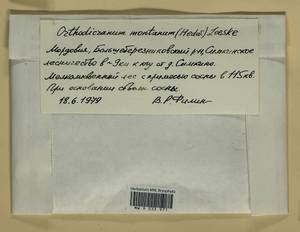 Orthodicranum montanum (Hedw) Loeske
Мордовия, Большеберезниковский р-н, Симкинское
лесничество в ~ 3 км к югу от д. Симкино.
лес с примесью сосны в 115 кв.
При основании ствола сосны.
18.6.1979 В.Р. Филин